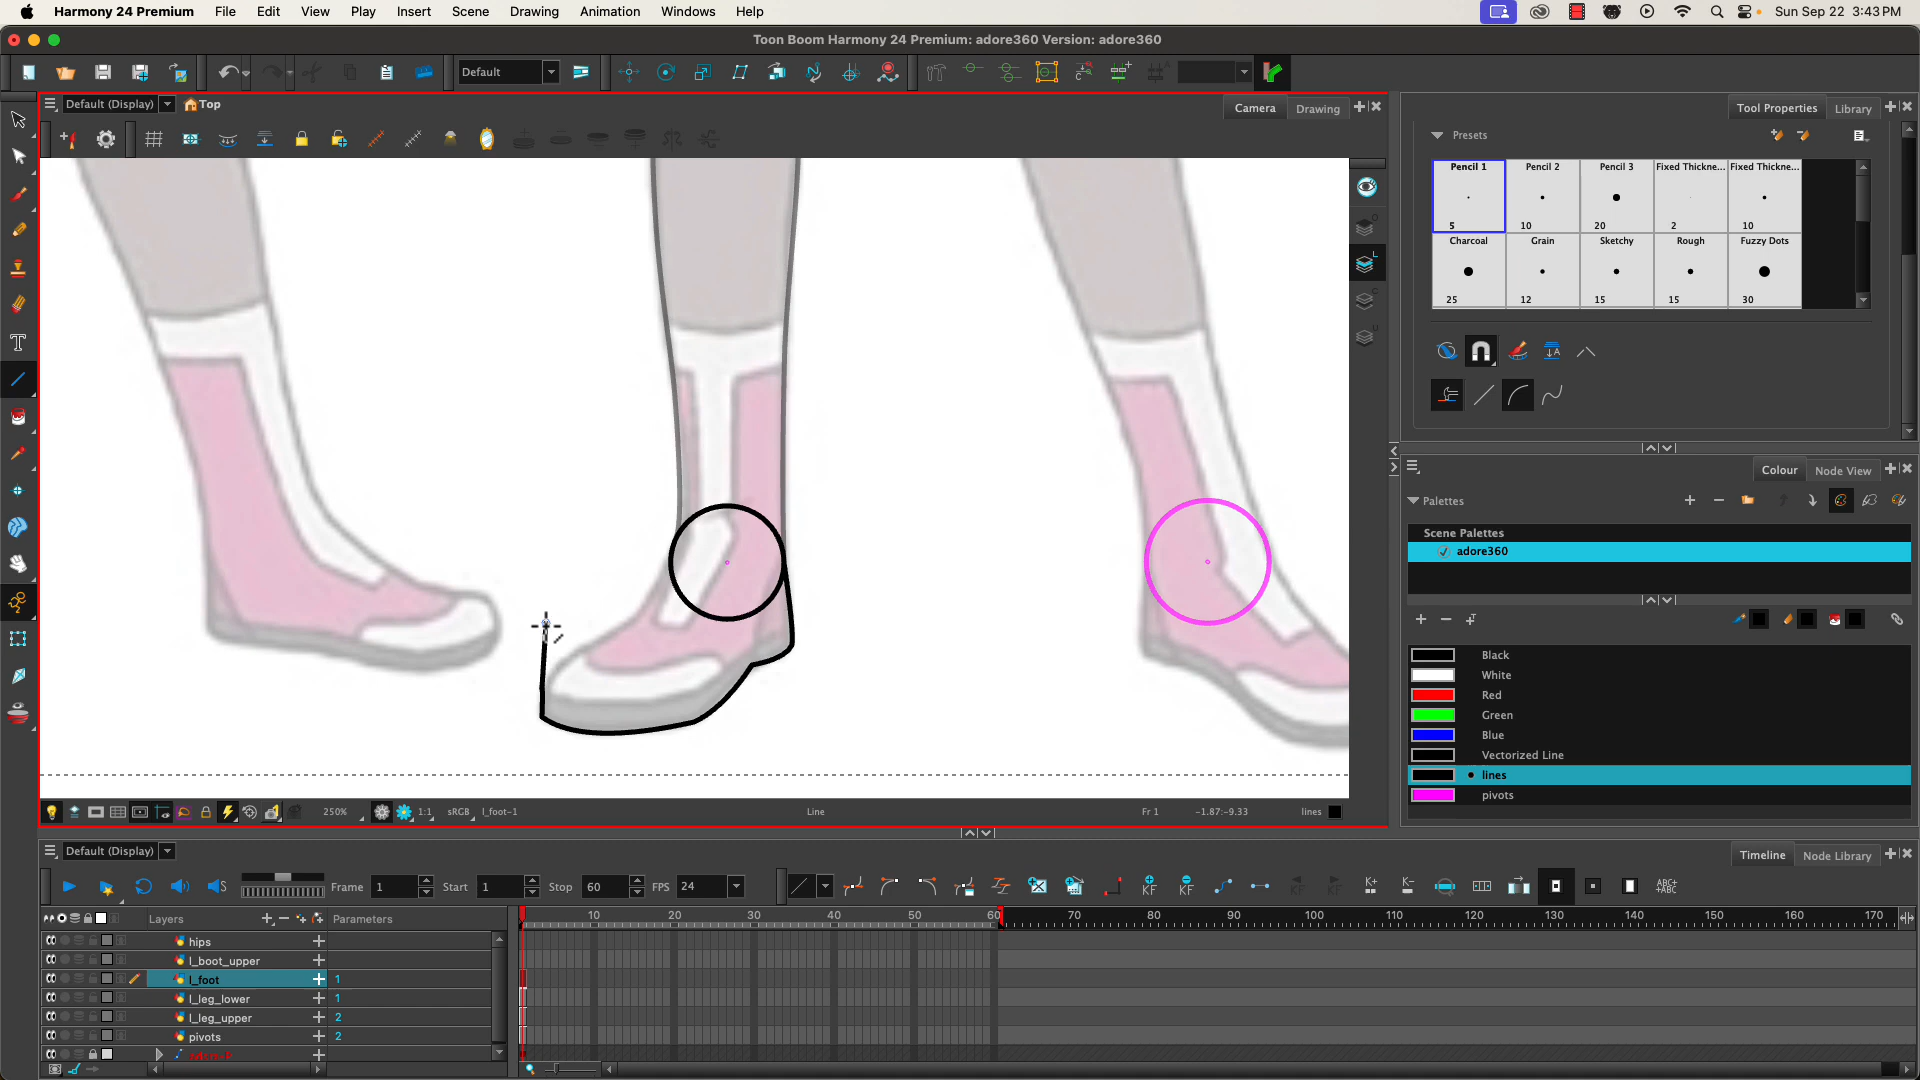 Harmony 24 Premium File Edit View Play Insert Scene Drawing Animation Windows Help Sun Sep 22 3:43 PM
Toon Boom Harmony 24 Premium: adore360 Version: adore360
Default
Default (Display) Top Camera Drawing
Tool Properties Library
Presets
Pencil 1 Pencil 2 Pencil 3 Fixed Thickne... Fixed Thickne...
5 10 20 2 10
Charcoal Grain Sketchy Rough Fuzzy Dots
25 12 15 15 30
Colour Node View
Palettes
Scene Palettes
adore360
Black
White
Red
Green
Blue
Vectorized Line
lines
pivots
250% 1:1 sRGB l_foot-1 Line Fr 1 -1.87:-9.33 lines
Default (Display) Timeline Node Library
Frame 1 Start 1 Stop 60 FPS 24
Layers Parameters 10 20 30 40 50 60 70 80 90 100 110 120 130 140 150 160 170
hips
l_boot_upper
l_foot 1
l_leg_lower 1
l_leg_upper 2
pivots 2